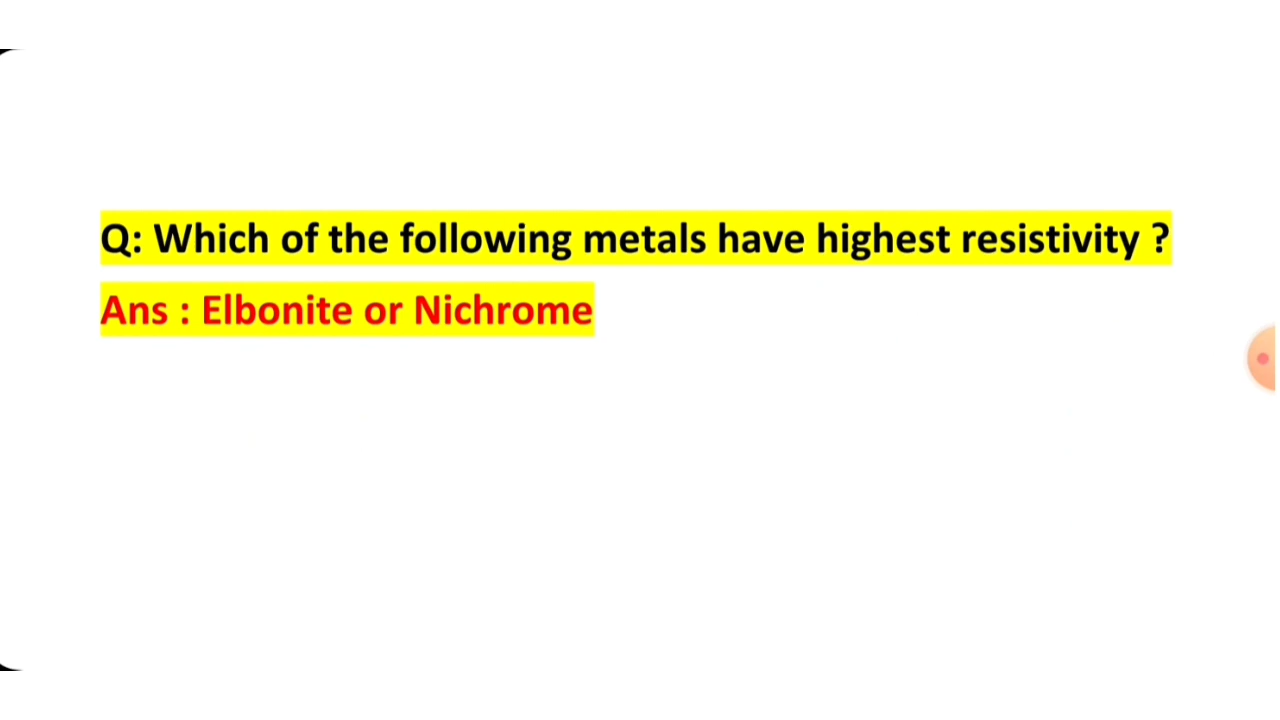 Q: Which of the following metals have highest resistivity ?
Ans : Elbonite or Nichrome